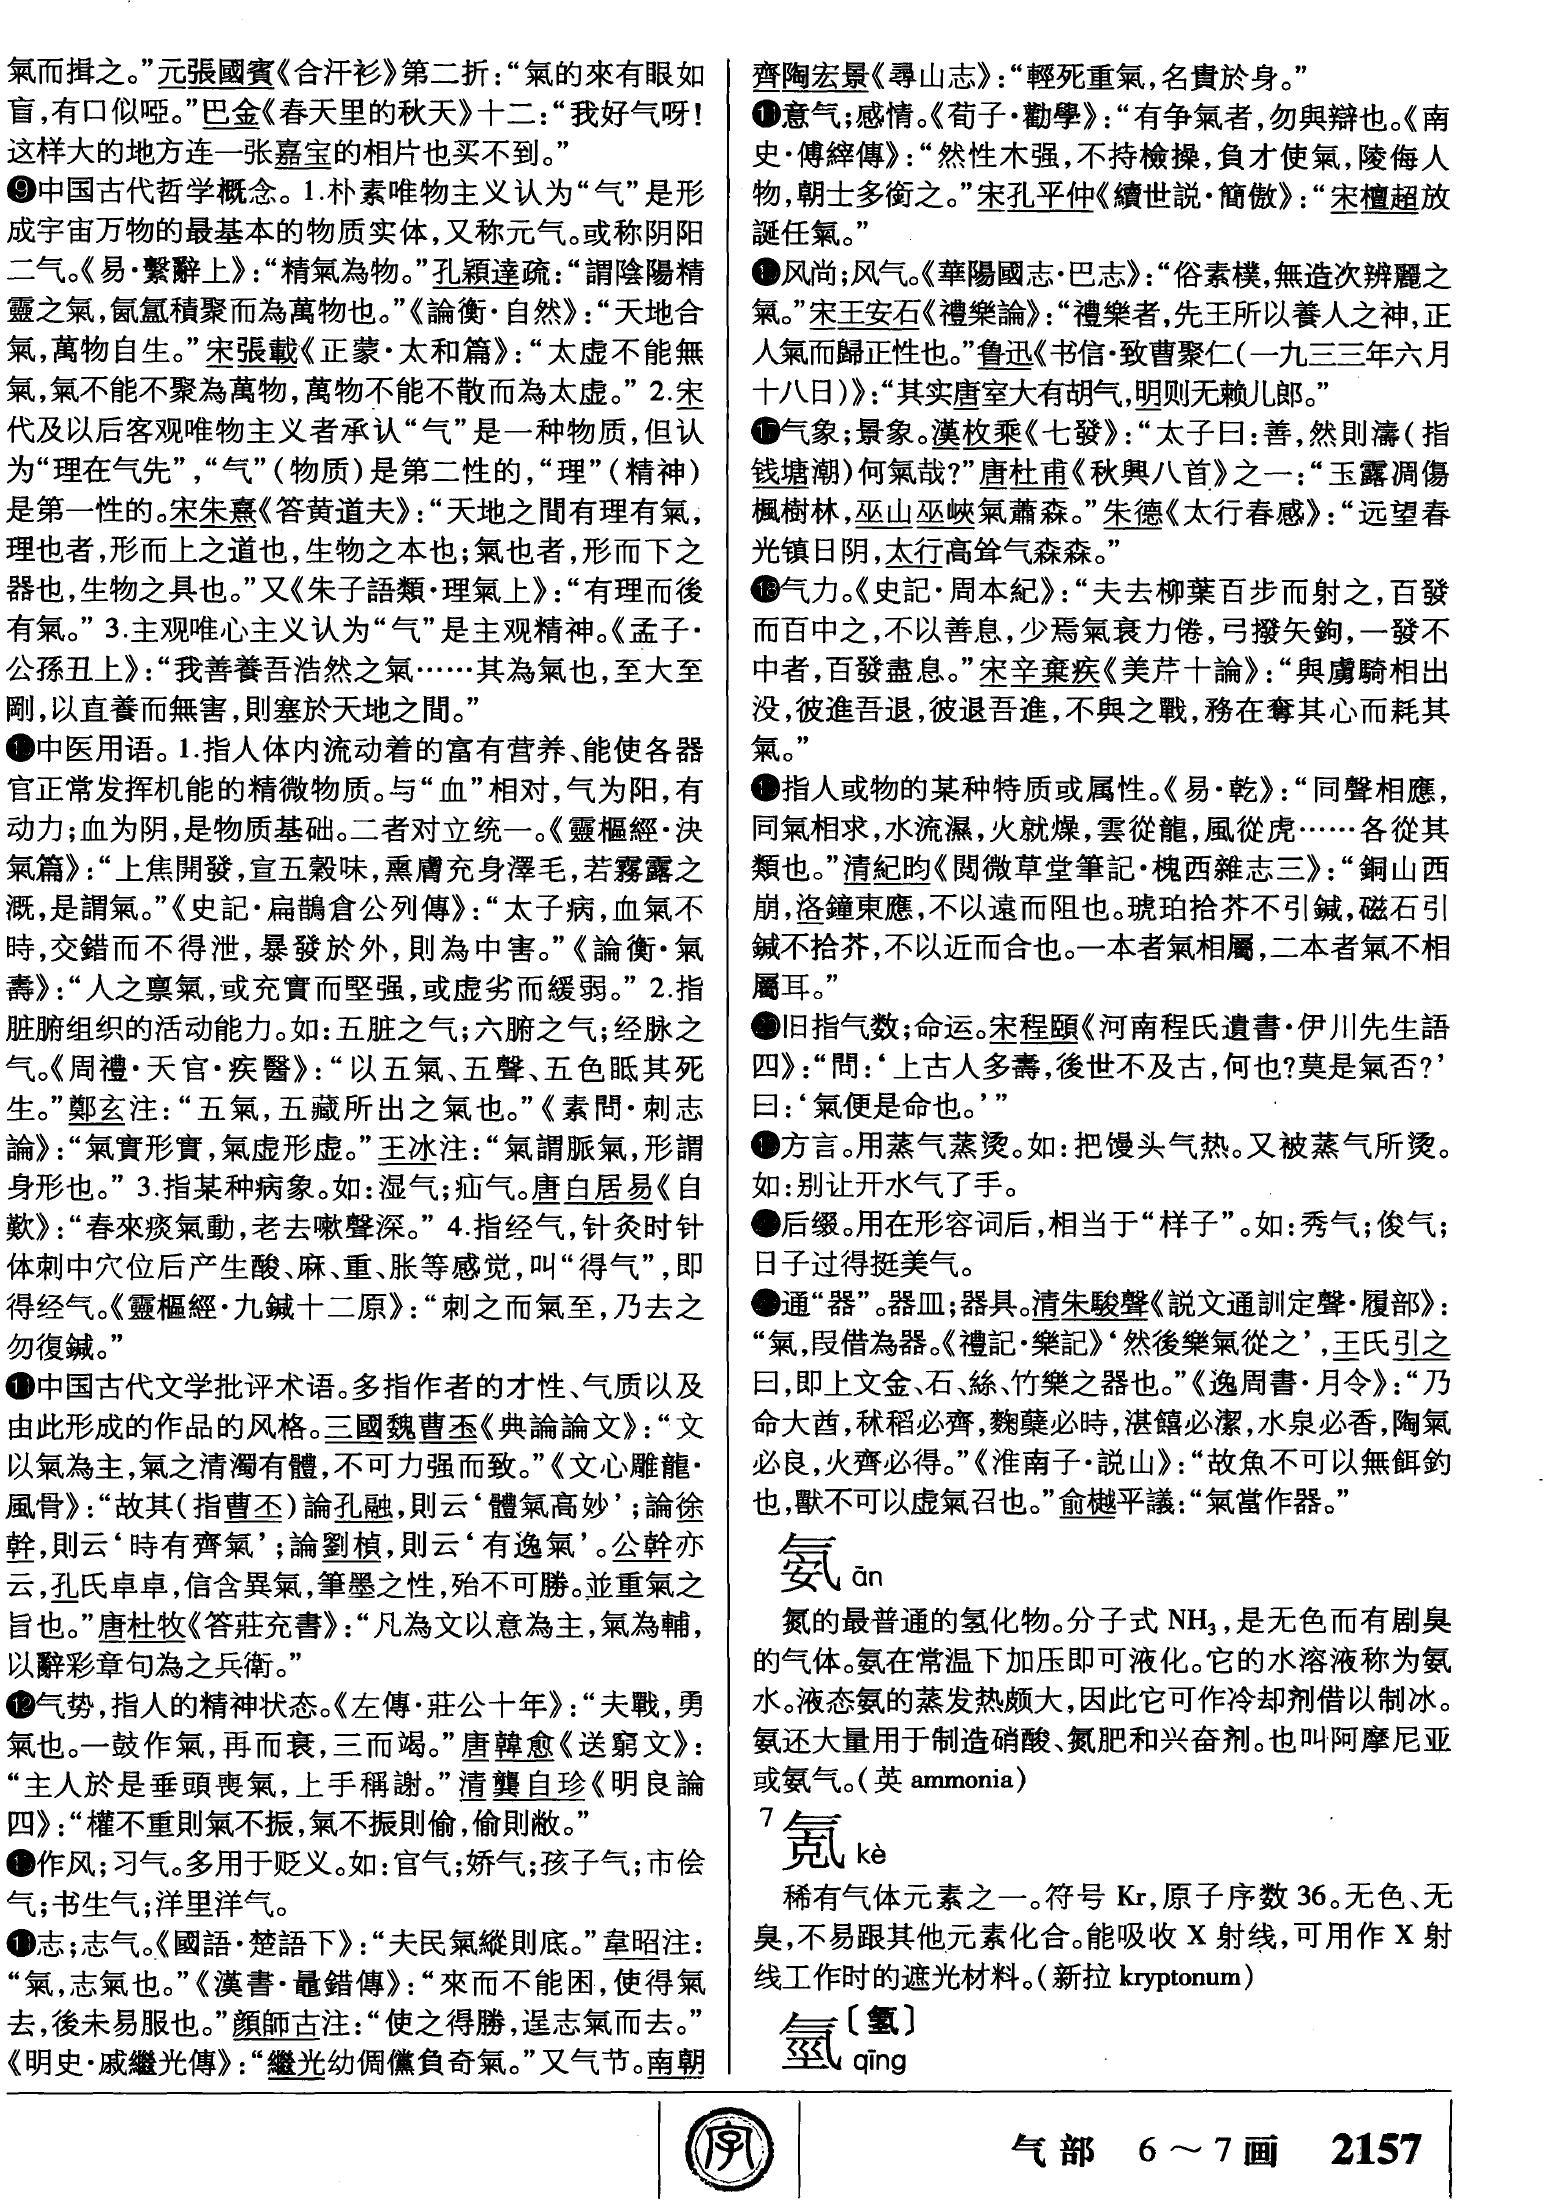 氣而揖之。”元張國賓《合汗衫》第二折：“氣的來有眼如
盲，有口似啞。”巴金《春天里的秋天》十二：“我好气呀！
这样大的地方连一张嘉宝的相片也买不到。”
❾中国古代哲学概念。1.朴素唯物主义认为“气”是形
成宇宙万物的最基本的物质实体，又称元气。或称阴阳
二气。《易·繫辭上》：“精氣為物。”孔穎達疏：“謂陰陽精
靈之氣，氤氲積聚而為萬物也。”《論衡·自然》：“天地合
氣，萬物自生。”宋張載《正蒙·太和篇》：“太虚不能無
氣，氣不能不聚為萬物，萬物不能不散而為太虚。”2.宋
代及以后客观唯物主义者承认“气”是一种物质，但认
为“理在气先”，“气”（物质）是第二性的，“理”（精神）
是第一性的。宋朱熹《答黄道夫》：“天地之間有理有氣，
理也者，形而上之道也，生物之本也；氣也者，形而下之
器也，生物之具也。”又《朱子語類·理氣上》：“有理而後
有氣。”3.主观唯心主义认为“气”是主观精神。《孟子·
公孫丑上》：“我善養吾浩然之氣……其為氣也，至大至
剛，以直養而無害，則塞於天地之間。”
❿中医用语。1.指人体内流动着的富有营养、能使各器
官正常发挥机能的精微物质。与“血”相对，气为阳，有
动力；血为阴，是物质基础。二者对立统一。《靈樞經·決
氣篇》：“上焦開發，宣五穀味，熏膚充身澤毛，若霧露之
溉，是謂氣。”《史記·扁鵲倉公列傳》：“太子病，血氣不
時，交錯而不得泄，暴發於外，則為中害。”《論衡·氣
壽》：“人之禀氣，或充實而堅强，或虚劣而緩弱。”2.指
脏腑组织的活动能力。如：五脏之气；六腑之气；经脉之
气。《周禮·天官·疾醫》：“以五氣、五聲、五色眡其死
生。”鄭玄注：“五氣，五藏所出之氣也。”《素問·刺志
論》：“氣實形實，氣虚形虚。”王冰注：“氣謂脈氣，形謂
身形也。”3.指某种病象。如：湿气；疝气。唐白居易《自
歎》：“春來痰氣動，老去嗽聲深。”4.指经气，针灸时针
体刺中穴位后产生酸、麻、重、胀等感觉，叫“得气”，即
得经气。《靈樞經·九鍼十二原》：“刺之而氣至，乃去之
勿復鍼。”
⓫中国古代文学批评术语。多指作者的才性、气质以及
由此形成的作品的风格。三國魏曹丕《典論論文》：“文
以氣為主，氣之清濁有體，不可力强而致。”《文心雕龍·
風骨》：“故其（指曹丕）論孔融，則云‘體氣高妙’；論徐
幹，則云‘時有齊氣’；論劉楨，則云‘有逸氣’。公幹亦
云，孔氏卓卓，信含異氣，筆墨之性，殆不可勝。並重氣之
旨也。”唐杜牧《答莊充書》：“凡為文以意為主，氣為輔，
以辭彩章句為之兵衛。”
⓬气势，指人的精神状态。《左傳·莊公十年》：“夫戰，勇
氣也。一鼓作氣，再而衰，三而竭。”唐韓愈《送窮文》：
“主人於是垂頭喪氣，上手稱謝。”清龔自珍《明良論
四》：“權不重則氣不振，氣不振則偷，偷則敝。”
⓭作风；习气。多用于贬义。如：官气；娇气；孩子气；市侩
气；书生气；洋里洋气。
⓮志；志气。《國語·楚語下》：“夫民氣縱則底。”韋昭注：
“氣，志氣也。”《漢書·鼂錯傳》：“來而不能困，使得氣
去，後未易服也。”顔師古注：“使之得勝，逞志氣而去。”
《明史·戚繼光傳》：“繼光幼倜儻負奇氣。”又气节。南朝
齊陶宏景《尋山志》：“輕死重氣，名貴於身。”
⓯意气；感情。《荀子·勸學》：“有争氣者，勿與辯也。《南
史·傅縡傳》：“然性木强，不持檢操，負才使氣，陵侮人
物，朝士多銜之。”宋孔平仲《續世説·簡傲》：“宋檀超放
誕任氣。”
⓰风尚；风气。《華陽國志·巴志》：“俗素樸，無造次辨麗之
氣。”宋王安石《禮樂論》：“禮樂者，先王所以養人之神，正
人氣而歸正性也。”鲁迅《书信·致曹聚仁（一九三三年六月
十八日）》：“其实唐室大有胡气，明则无赖儿郎。”
⓱气象；景象。漢枚乘《七發》：“太子曰：善，然則濤（指
钱塘潮）何氣哉？”唐杜甫《秋興八首》之一：“玉露凋傷
楓樹林，巫山巫峽氣蕭森。”朱德《太行春感》：“远望春
光镇日阴，太行高耸气森森。”
⓲气力。《史記·周本紀》：“夫去柳葉百步而射之，百發
而百中之，不以善息，少焉氣衰力倦，弓撥矢鉤，一發不
中者，百發盡息。”宋辛棄疾《美芹十論》：“與虜騎相出
没，彼進吾退，彼退吾進，不與之戰，務在奪其心而耗其
氣。”
⓳指人或物的某种特质或属性。《易·乾》：“同聲相應，
同氣相求，水流濕，火就燥，雲從龍，風從虎……各從其
類也。”清紀昀《閲微草堂筆記·槐西雜志三》：“銅山西
崩，洛鐘東應，不以遠而阻也。琥珀拾芥不引鍼，磁石引
鍼不拾芥，不以近而合也。一本者氣相屬，二本者氣不相
屬耳。”
⓴旧指气数；命运。宋程頤《河南程氏遺書·伊川先生語
四》：“問：‘上古人多壽，後世不及古，何也？莫是氣否？’
曰：‘氣便是命也。’”
方言。用蒸气蒸烫。如：把馒头气热。又被蒸气所烫。
如：别让开水气了手。
后缀。用在形容词后，相当于“样子”。如：秀气；俊气；
日子过得挺美气。
通“器”。器皿；器具。清朱駿聲《説文通訓定聲·履部》：
“氣，叚借為器。《禮記·樂記》‘然後樂氣從之’，王氏引之
曰，即上文金、石、絲、竹樂之器也。”《逸周書·月令》：“乃
命大酋，秫稻必齊，麴糵必時，湛饎必潔，水泉必香，陶氣
必良，火齊必得。”《淮南子·説山》：“故魚不可以無餌釣
也，獸不可以虚氣召也。”俞樾平議：“氣當作器。”
氨 ān
氮的最普通的氢化物。分子式 NH₃，是无色而有剧臭
的气体。氨在常温下加压即可液化。它的水溶液称为氨
水。液态氨的蒸发热颇大，因此它可作冷却剂借以制冰。
氨还大量用于制造硝酸、氮肥和兴奋剂。也叫阿摩尼亚
或氨气。（英 ammonia）
7 氪 kè
稀有气体元素之一。符号 Kr，原子序数 36。无色、无
臭，不易跟其他元素化合。能吸收 X 射线，可用作 X 射
线工作时的遮光材料。（新拉 kryptonum）
氫〔氢〕 qīng
字
气部 6～7画 2157